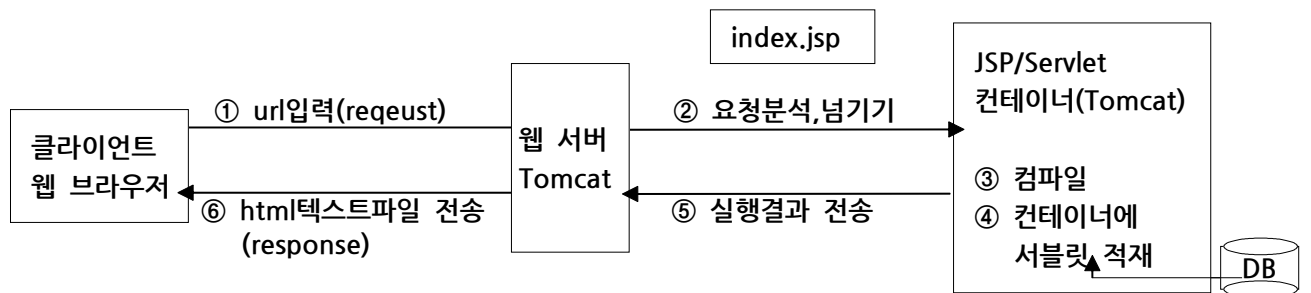 index.jsp
JSP/Servlet
컨테이너(Tomcat)
① url입력(reqeust)
② 요청분석,넘기기
클라이언트
웹 브라우저
웹 서버
Tomcat
③ 컴파일
④ 컨테이너에
서블릿 적재
⑥ html텍스트파일 전송
(response)
⑤ 실행결과 전송
DB